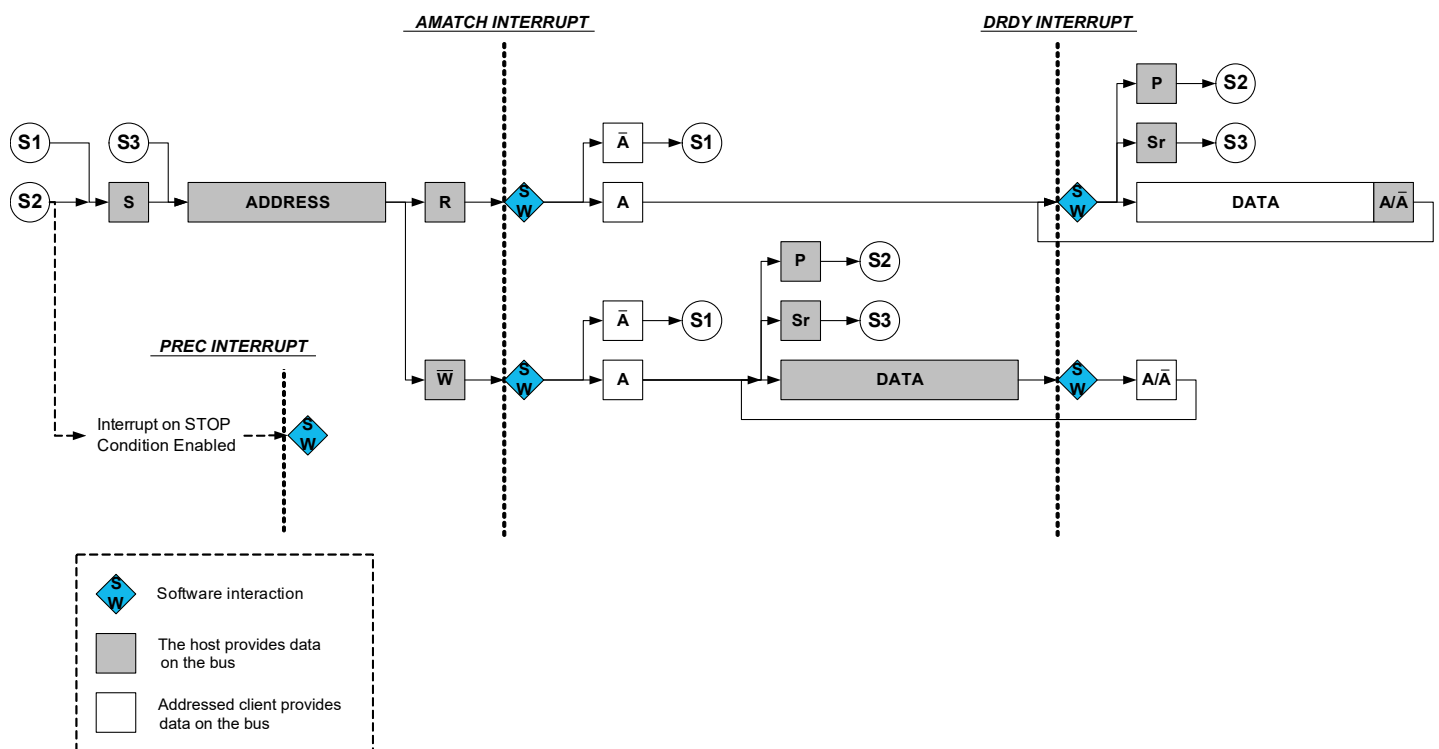 AMATCH INTERRUPT
DRDY INTERRUPT
P
S2
S1
S3
A̅
S1
Sr
S3
S2
S
ADDRESS
R
S
W
A
S
W
DATA
A/A̅
P
S2
A̅
S1
Sr
S3
PREC INTERRUPT
W̅
S
W
A
DATA
S
W
A/A̅
Interrupt on STOP
Condition Enabled
S
W
S
W
Software interaction
The host provides data
on the bus
Addressed client provides
data on the bus